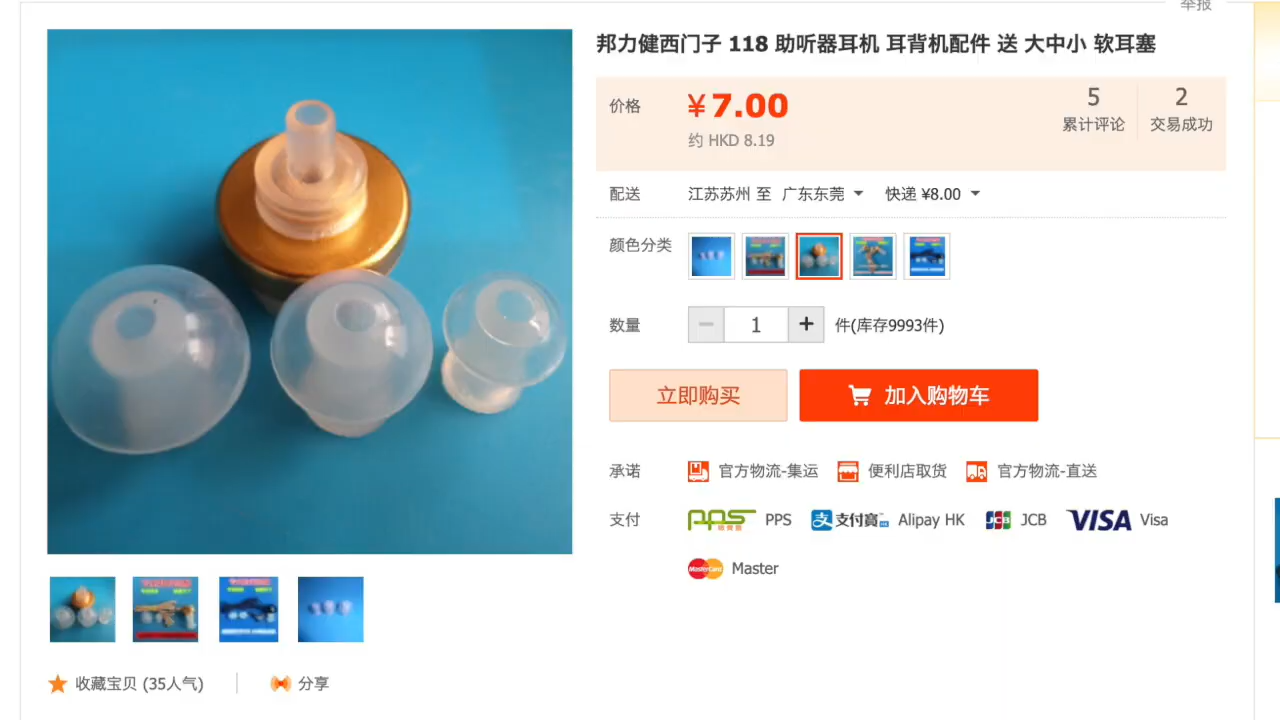 举报
邦力健西门子 118 助听器耳机 耳背机配件 送 大中小 软耳塞
价格
¥7.00
约 HKD 8.19
5
累计评论
2
交易成功
配送
江苏苏州 至 广东东莞
快递 ¥8.00
颜色分类
数量
1
件(库存9993件)
立即购买
加入购物车
承诺
官方物流-集运
便利店取货
官方物流-直送
支付
PPS
PPS
支付寶
Alipay HK
JCB
JCB
VISA
Visa
MasterCard
Master
收藏宝贝 (35人气)
分享